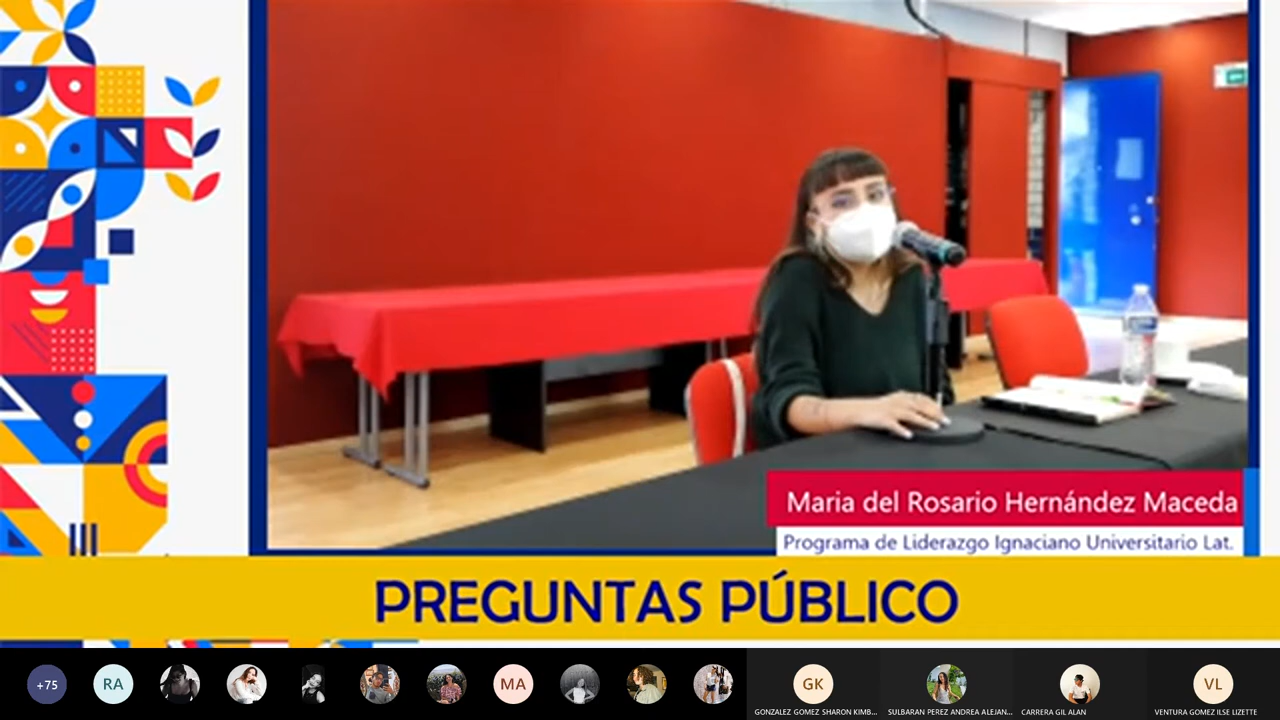 Maria del Rosario Hernández Maceda
Programa de Liderazgo Ignaciano Universitario Lat.
PREGUNTAS PÚBLICO
+75
RA
MA
GK
VL
GONZALEZ GOMEZ SHARON KIMB...
SULBARAN PEREZ ANDREA ALEJAN...
CARRERA GIL ALAN
VENTURA GOMEZ ILSE LIZETTE